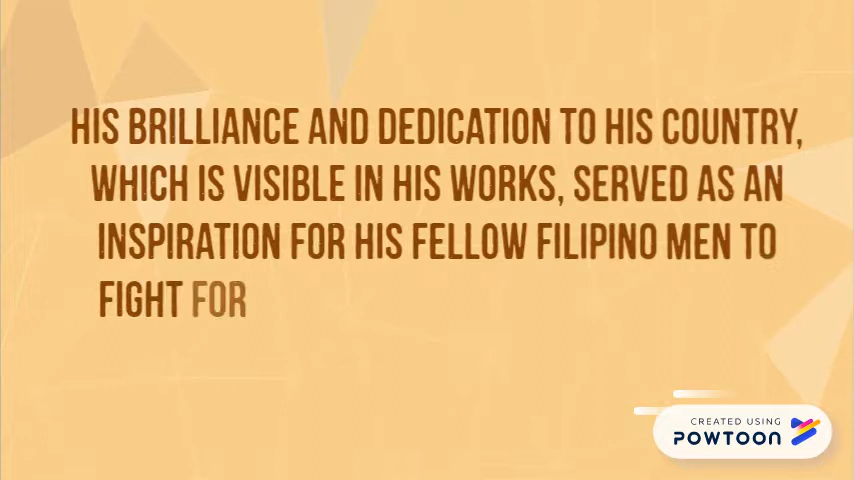 HIS BRILLIANCE AND DEDICATION TO HIS COUNTRY,
WHICH IS VISIBLE IN HIS WORKS, SERVED AS AN
INSPIRATION FOR HIS FELLOW FILIPINO MEN TO
FIGHT FOR
CREATED USING
POWTOON